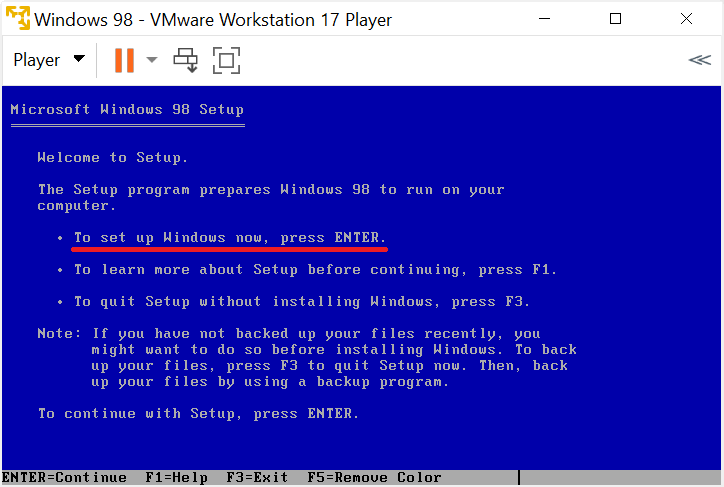 Windows 98 - VMware Workstation 17 Player
Player
Microsoft Windows 98 Setup
Welcome to Setup.
The Setup program prepares Windows 98 to run on your
computer.
• To set up Windows now, press ENTER.
• To learn more about Setup before continuing, press F1.
• To quit Setup without installing Windows, press F3.
Note: If you have not backed up your files recently, you
might want to do so before installing Windows. To back
up your files, press F3 to quit Setup now. Then, back
up your files by using a backup program.
To continue with Setup, press ENTER.
ENTER=Continue F1=Help F3=Exit F5=Remove Color